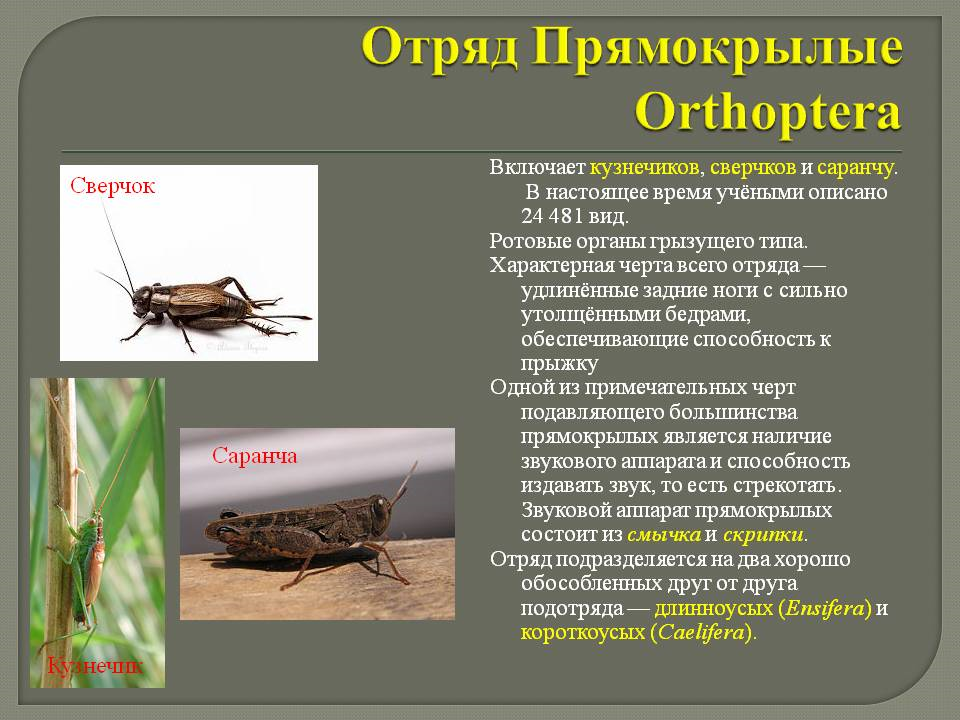 Отряд Прямокрылые
Orthoptera
Сверчок
Кузнечик
Саранча
Включает кузнечиков, сверчков и саранчу.
В настоящее время учёными описано
24 481 вид.
Ротовые органы грызущего типа.
Характерная черта всего отряда —
удлинённые задние ноги с сильно
утолщёнными бедрами,
обеспечивающие способность к
прыжку
Одной из примечательных черт
подавляющего большинства
прямокрылых является наличие
звукового аппарата и способность
издавать звук, то есть стрекотать.
Звуковой аппарат прямокрылых
состоит из смычка и скрипки.
Отряд подразделяется на два хорошо
обособленных друг от друга
подотряда — длинноусых (Ensifera) и
короткоусых (Caelifera).